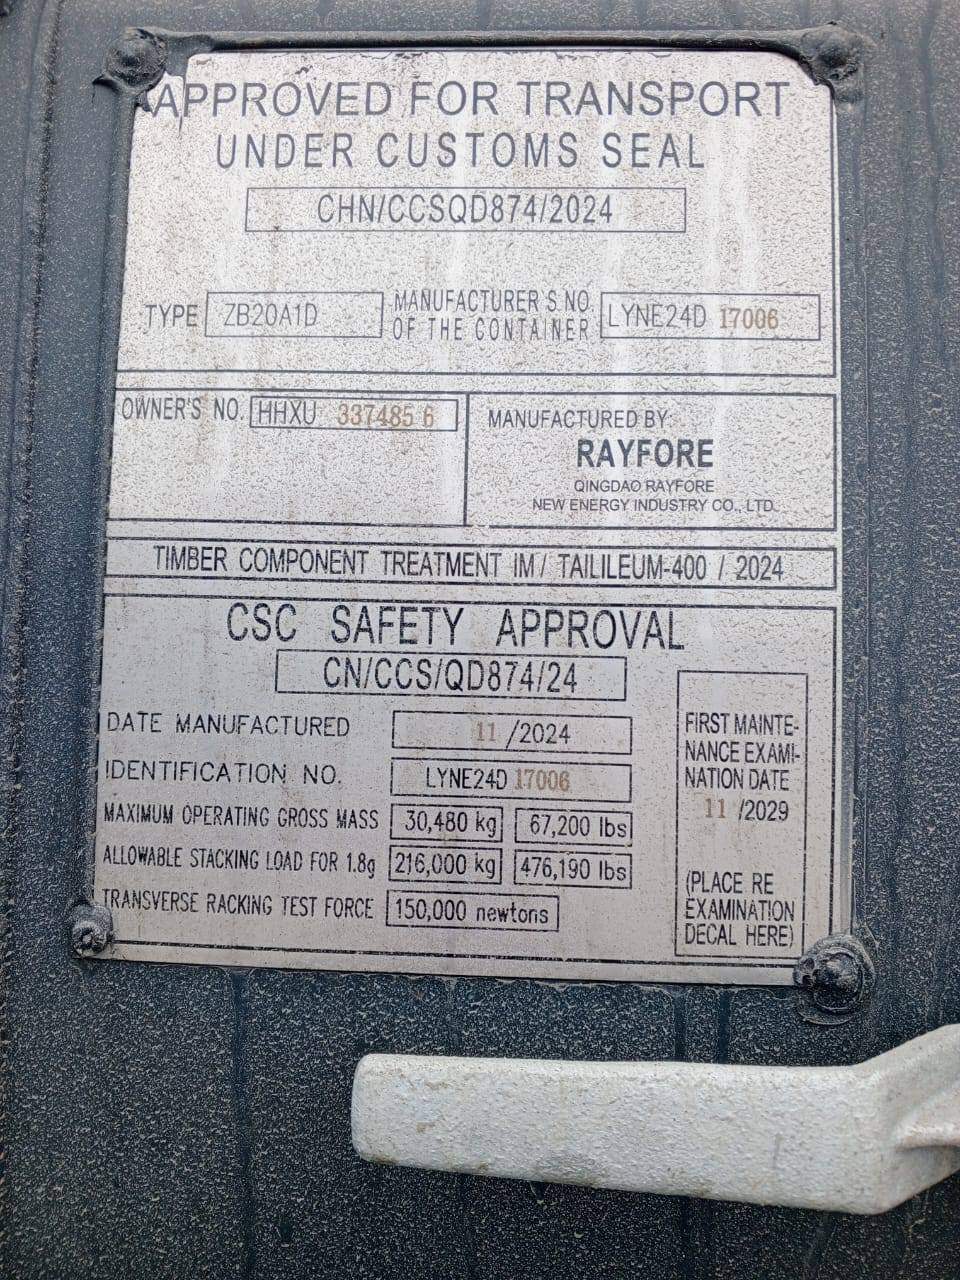 APPROVED FOR TRANSPORT
UNDER CUSTOMS SEAL
CHN/CCSQD874/2024
TYPE ZB20A1D MANUFACTURER'S NO. OF THE CONTAINER LYNE24D 17006
OWNER'S NO. HHXU 337485 6
MANUFACTURED BY:
RAYFORE
QINGDAO RAYFORE
NEW ENERGY INDUSTRY CO., LTD.
TIMBER COMPONENT TREATMENT IM / TAILILEUM-400 / 2024
CSC SAFETY APPROVAL
CN/CCS/QD874/24
DATE MANUFACTURED 11 /2024
IDENTIFICATION NO. LYNE24D 17006
MAXIMUM OPERATING GROSS MASS 30,480 kg 67,200 lbs
ALLOWABLE STACKING LOAD FOR 1.8g 216,000 kg 476,190 lbs
TRANSVERSE RACKING TEST FORCE 150,000 newtons
FIRST MAINTE-
NANCE EXAMI-
NATION DATE
11 /2029
(PLACE RE
EXAMINATION
DECAL HERE)